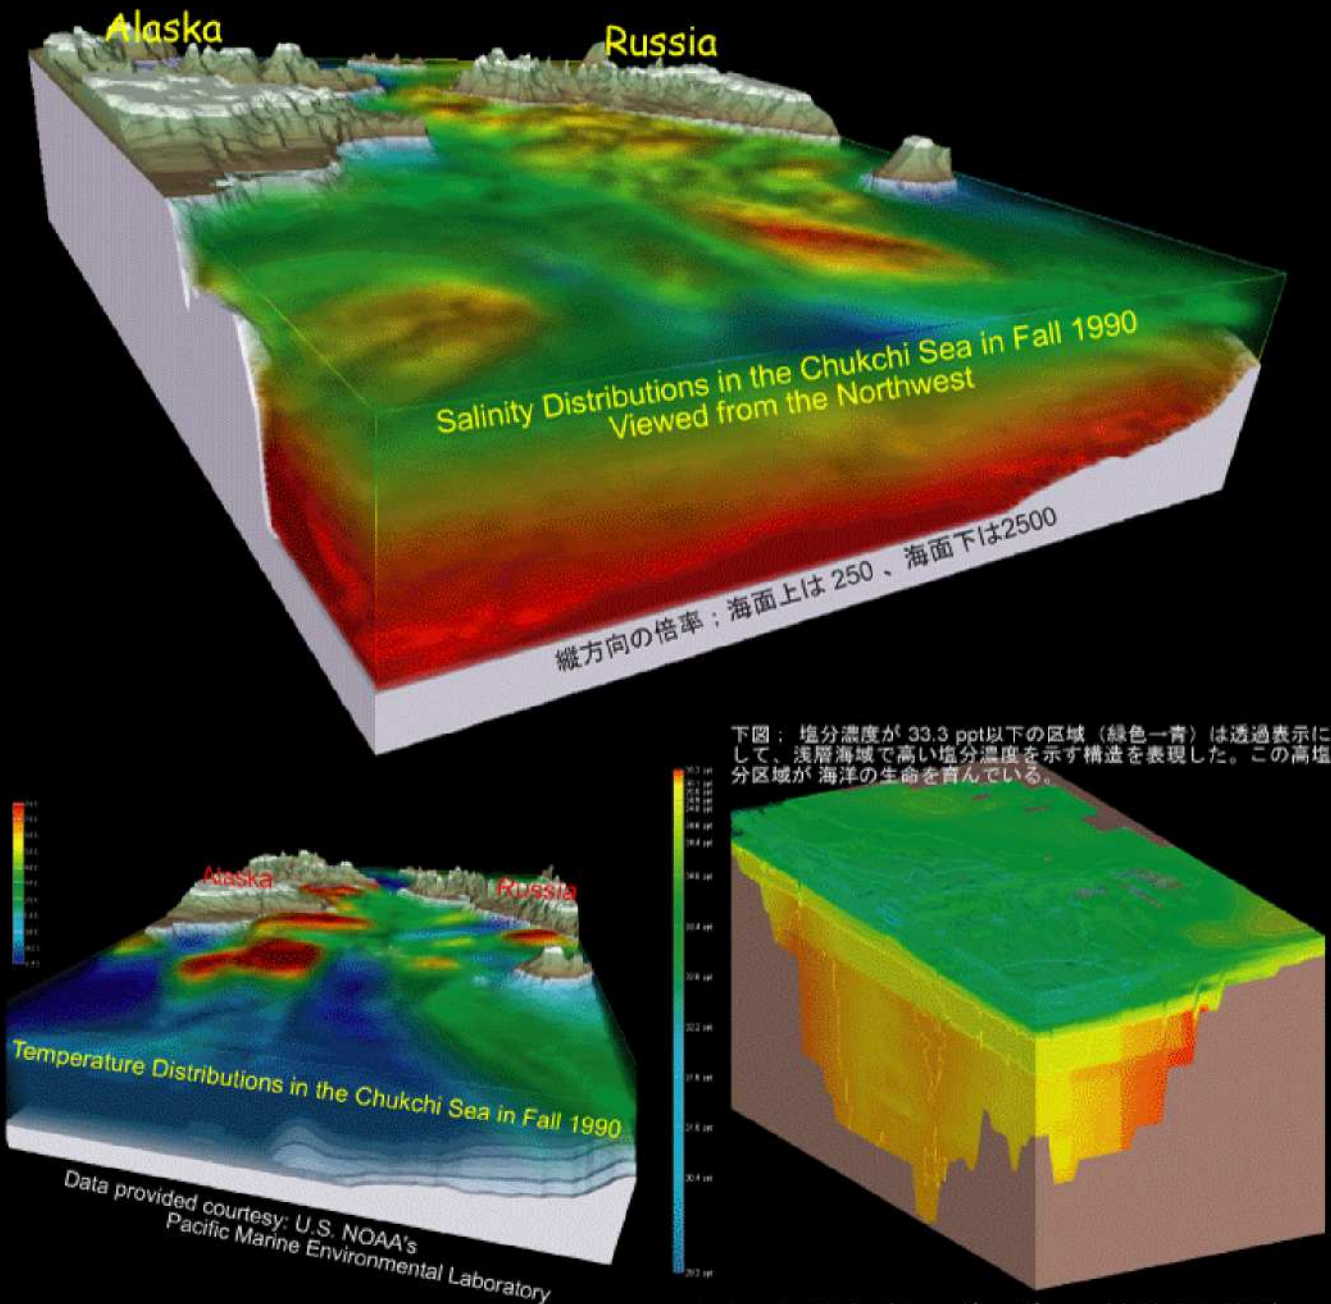 Alaska
Russia
Salinity Distributions in the Chukchi Sea in Fall 1990
Viewed from the Northwest
縦方向の倍率；海面上は 250 、海面下は2500
下図； 塩分濃度が 33.3 ppt以下の区域（緑色ー青）は透過表示に
して、浅層海域で高い塩分濃度を示す構造を表現した。この高塩
分区域が 海洋の生命を育んでいる。
Alaska
Russia
Temperature Distributions in the Chukchi Sea in Fall 1990
Data provided courtesy: U.S. NOAA's
Pacific Marine Environmental Laboratory